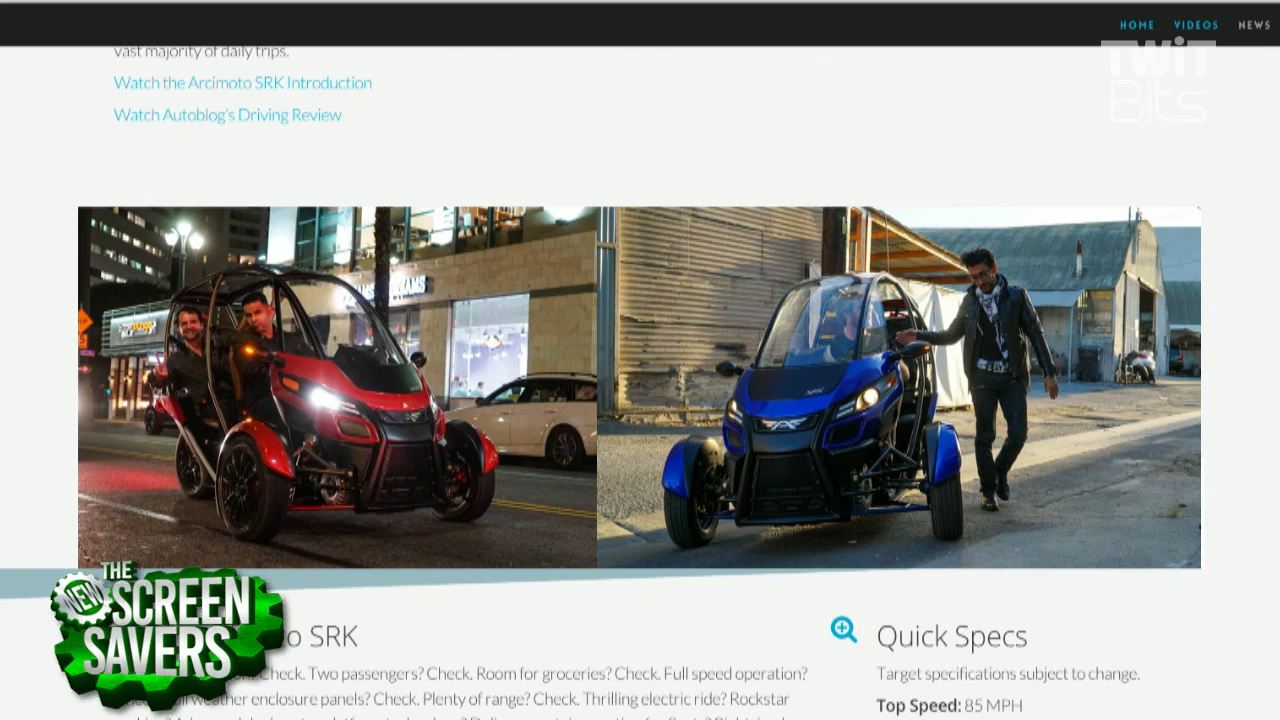 HOME VIDEOS NEWS
vast majority of daily trips.
TWiT
Bits
Watch the Arcimoto SRK Introduction
Watch Autoblog's Driving Review
THE
NEW
SCREEN
SAVERS
o SRK
Check. Two passengers? Check. Room for groceries? Check. Full speed operation?
weather enclosure panels? Check. Plenty of range? Check. Thrilling electric ride? Rockstar
Quick Specs
Target specifications subject to change.
Top Speed: 85 MPH